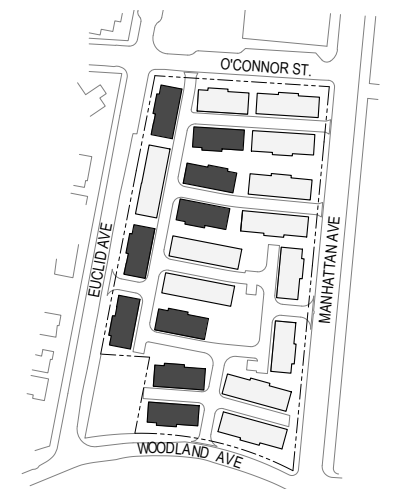 O'CONNOR ST.
EUCLID AVE
MANHATTAN AVE
WOODLAND AVE